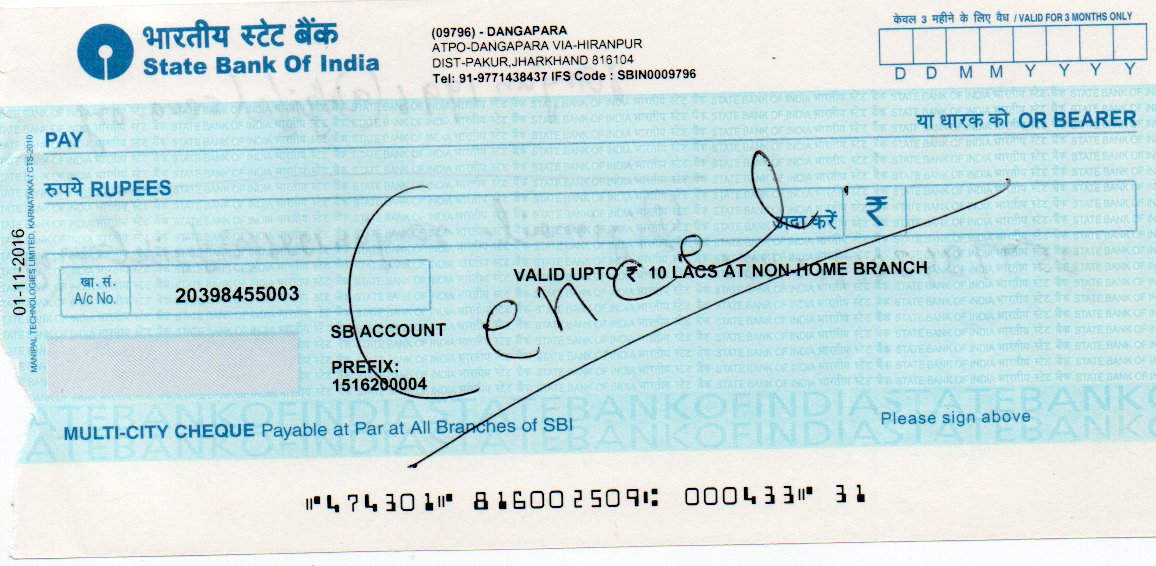 भारतीय स्टेट बैंक
State Bank Of India
(09796) - DANGAPARA
ATPO-DANGAPARA VIA-HIRANPUR
DIST-PAKUR,JHARKHAND 816104
Tel: 91-9771438437 IFS Code : SBIN0009796
केवल 3 महीने के लिए वैध / VALID FOR 3 MONTHS ONLY
D D M M Y Y Y Y
PAY
या धारक को OR BEARER
रुपये RUPEES
अदा करें ₹
Cencel
खा. सं.
A/c No. 20398455003
VALID UPTO ₹ 10 LACS AT NON-HOME BRANCH
SB ACCOUNT
PREFIX:
1516200004
01-11-2016
MANIPAL TECHNOLOGIES LIMITED, KARNATAKA / CTS-2010
STATEBANKOFINDIASTATEBANKOFINDIA
MULTI-CITY CHEQUE Payable at Par at All Branches of SBI
Please sign above
⑈474301⑈ 816002509⑆ 000433⑈ 31